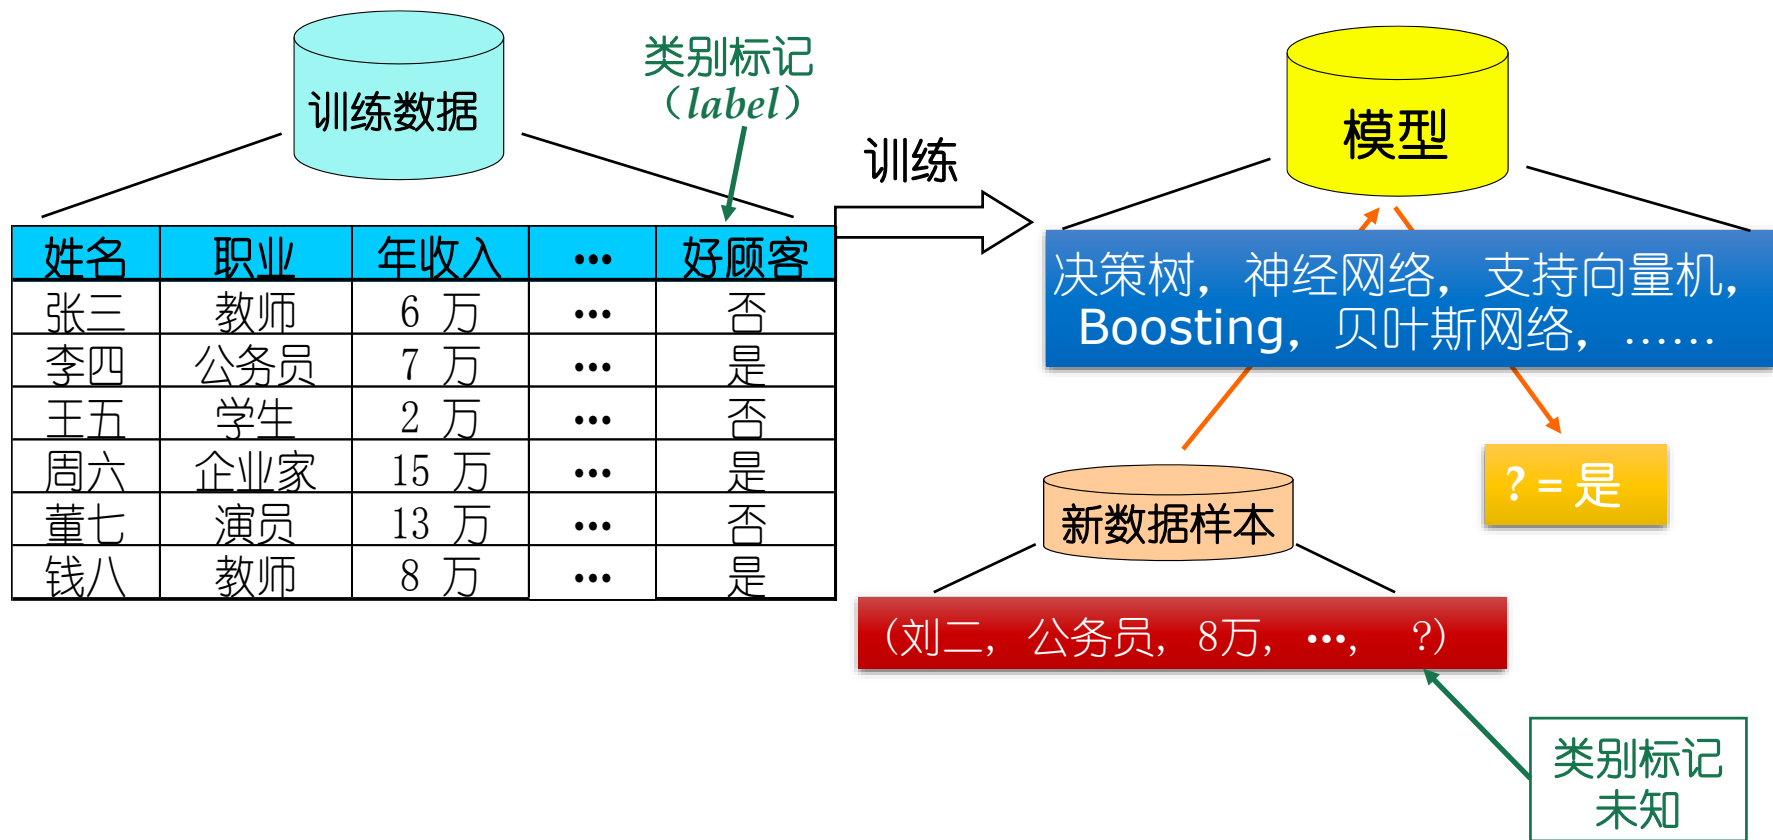 训练数据
类别标记
（label）
训练
模型
姓名 职业 年收入 ••• 好顾客
张三 教师 6 万 ••• 否
李四 公务员 7 万 ••• 是
王五 学生 2 万 ••• 否
周六 企业家 15 万 ••• 是
董七 演员 13 万 ••• 否
钱八 教师 8 万 ••• 是
决策树，神经网络，支持向量机，
Boosting，贝叶斯网络，……
? = 是
新数据样本
（刘二，公务员，8万，•••， ?）
类别标记
未知